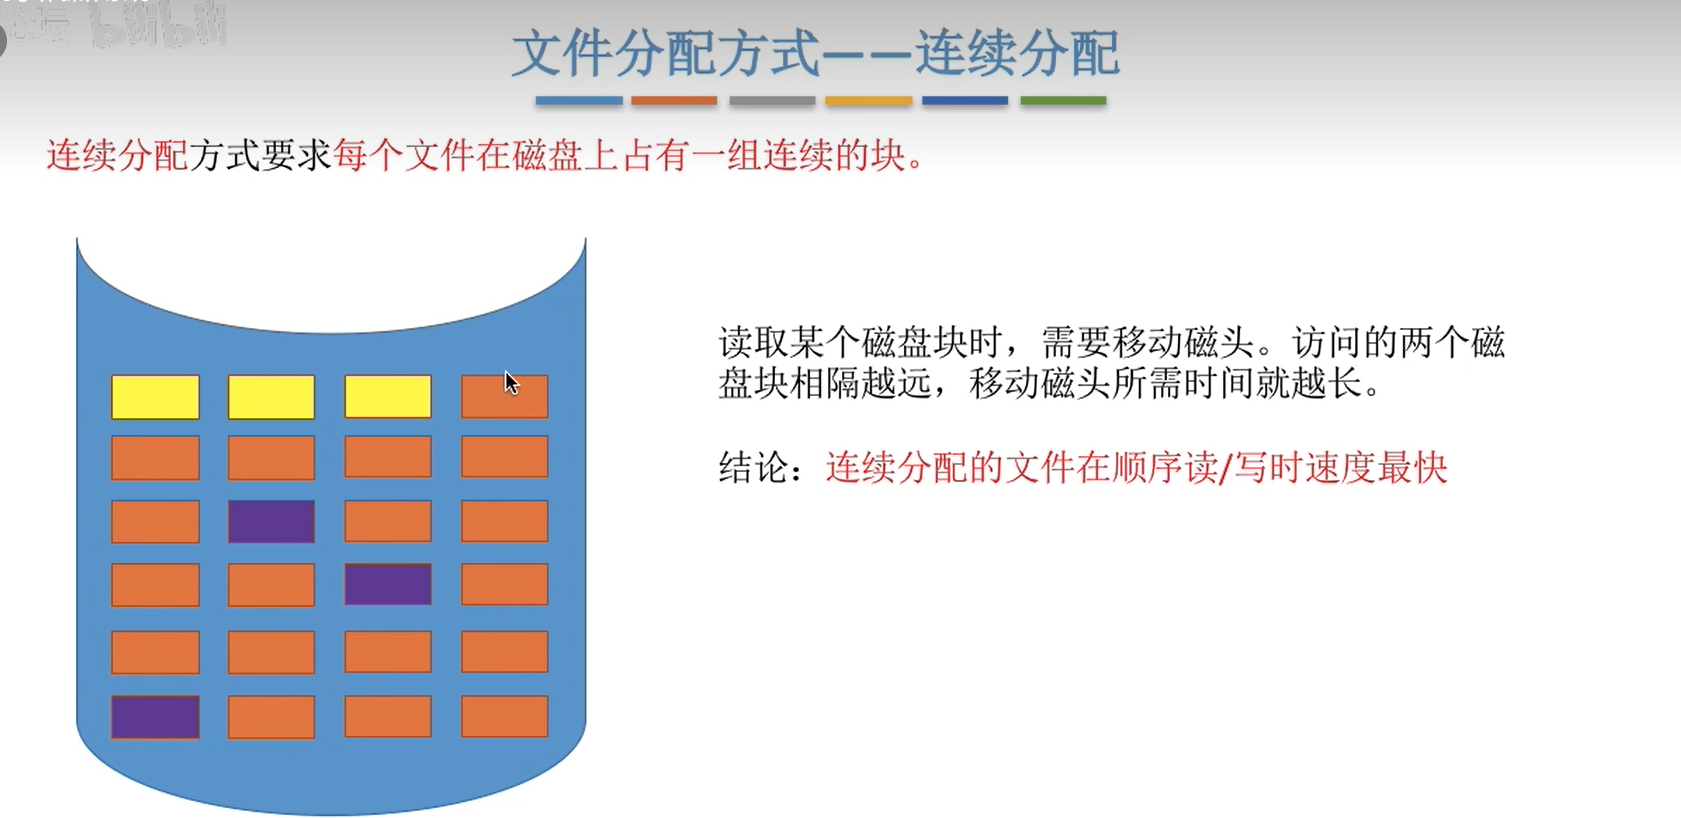 文件分配方式——连续分配
连续分配方式要求每个文件在磁盘上占有一组连续的块。
读取某个磁盘块时，需要移动磁头。访问的两个磁
盘块相隔越远，移动磁头所需时间就越长。
结论：连续分配的文件在顺序读/写时速度最快